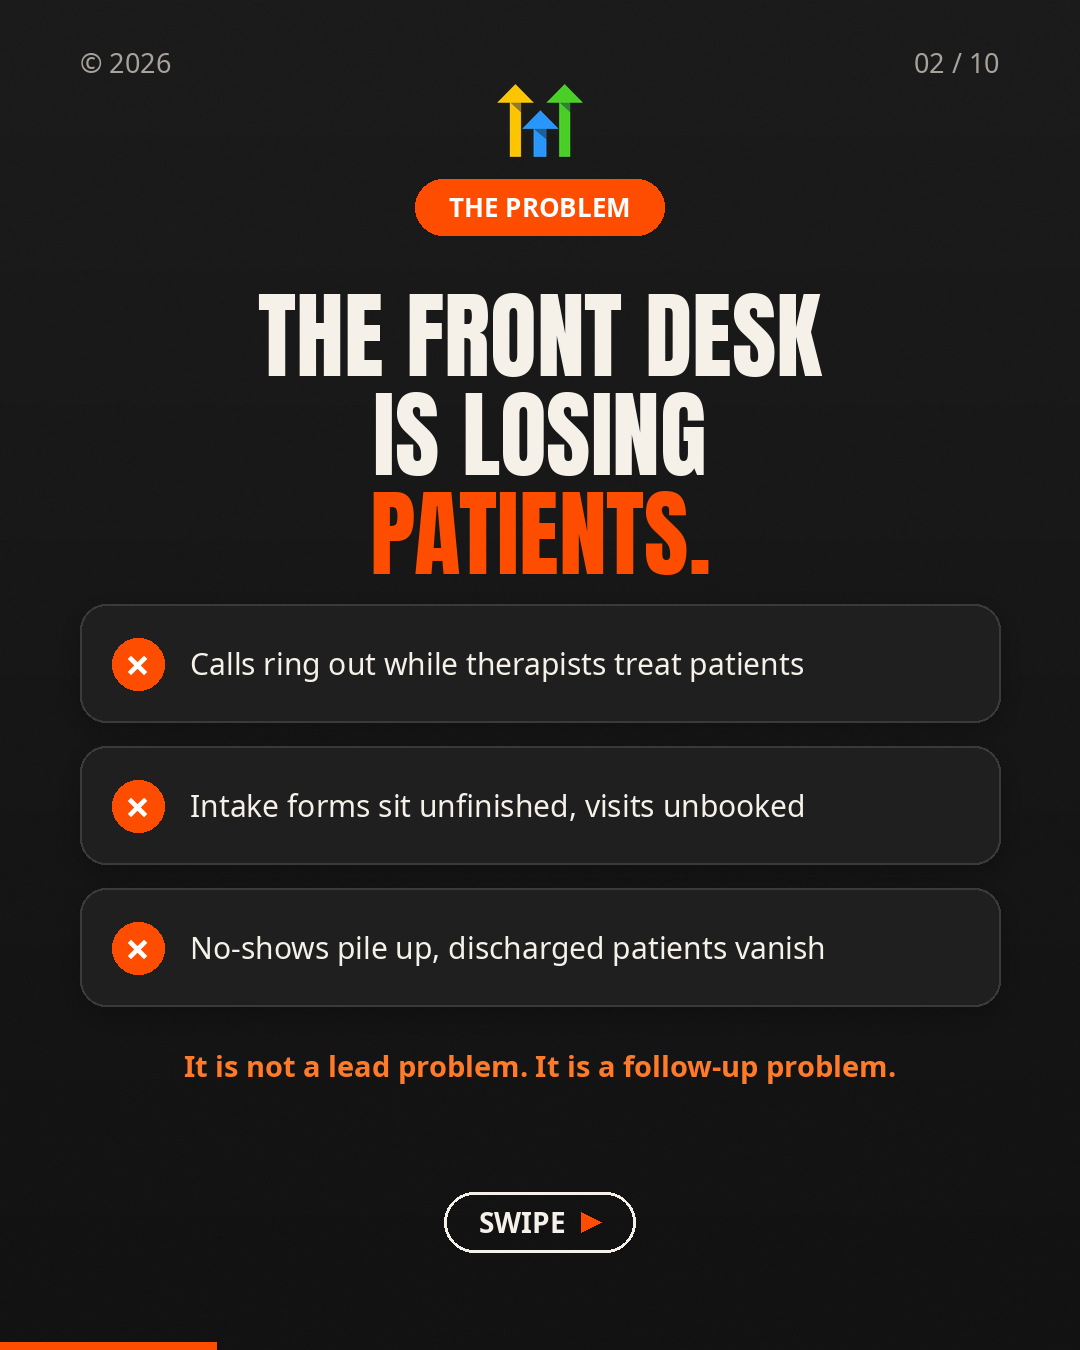 © 2026
02 / 10
THE PROBLEM
THE FRONT DESK
IS LOSING
PATIENTS.
Calls ring out while therapists treat patients
Intake forms sit unfinished, visits unbooked
No-shows pile up, discharged patients vanish
It is not a lead problem. It is a follow-up problem.
SWIPE